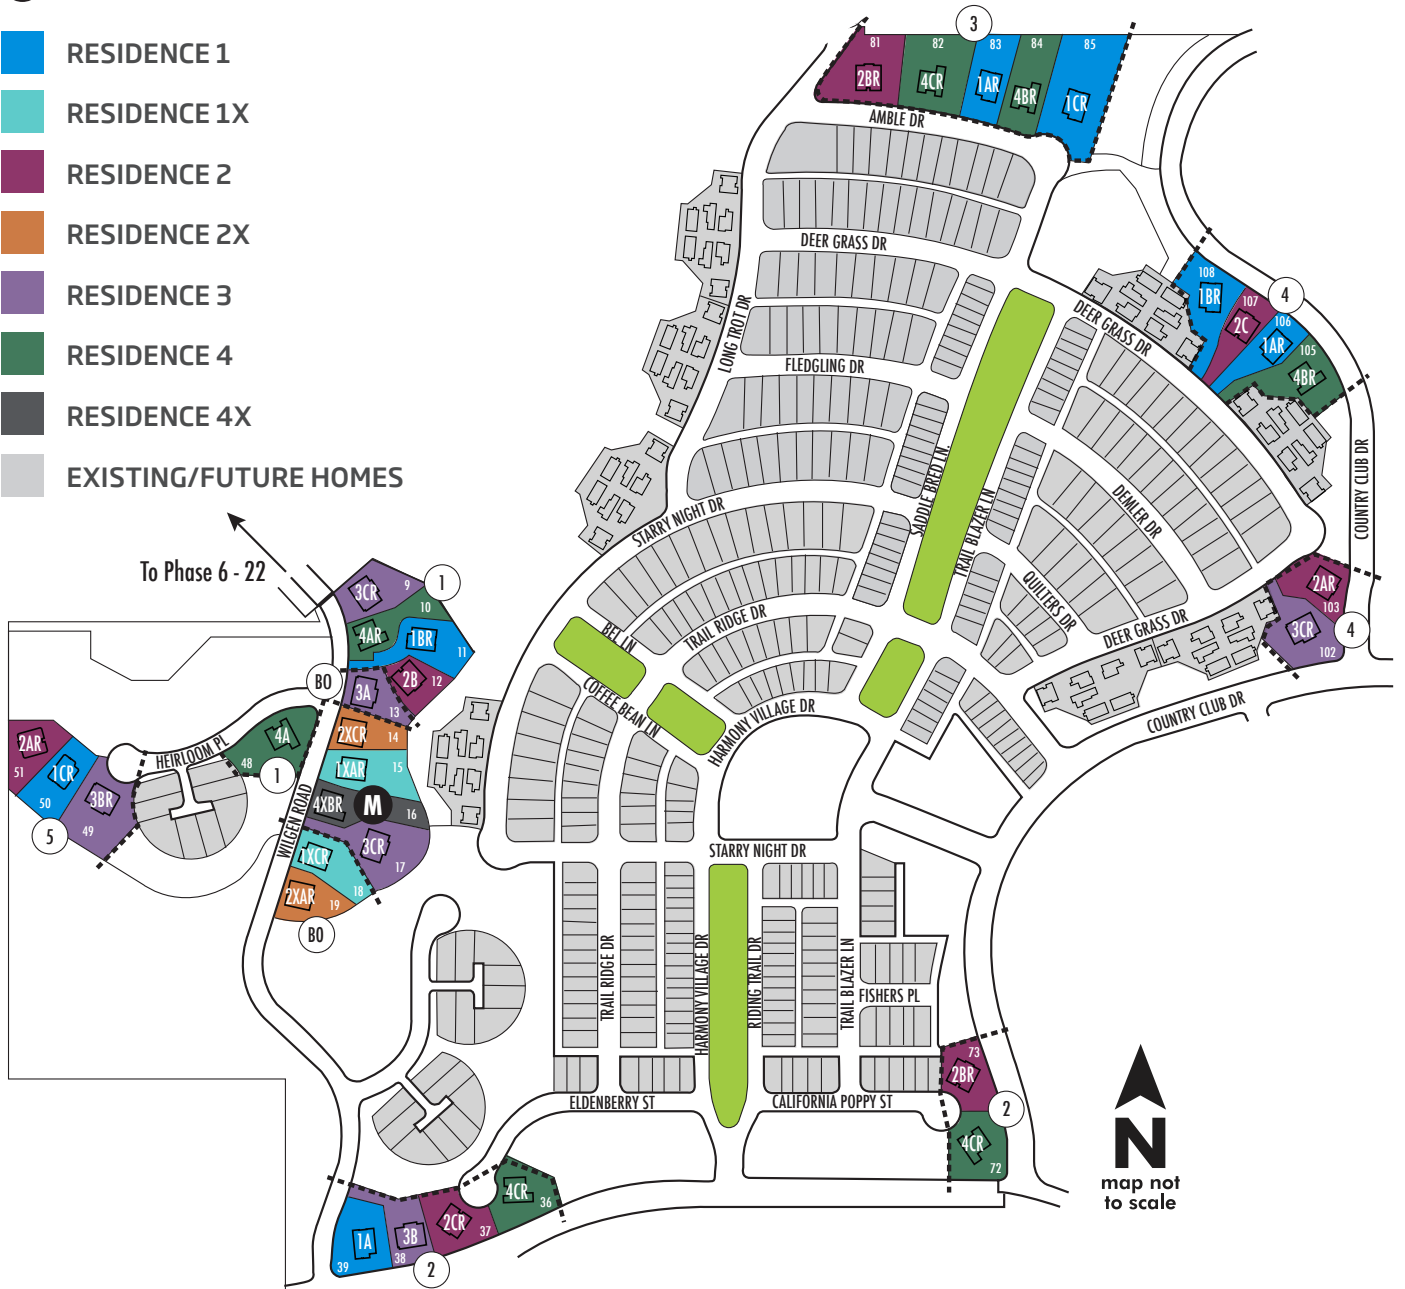 RESIDENCE 1
RESIDENCE 1X
RESIDENCE 2
RESIDENCE 2X
RESIDENCE 3
RESIDENCE 4
RESIDENCE 4X
EXISTING/FUTURE HOMES
To Phase 6 - 22
3
81
82
83
84
85
2BR
4CR
1AR
4BR
1CR
AMBLE DR
DEER GRASS DR
LONG TROT DR
FLEDGLING DR
STARRY NIGHT DR
SADDLE BRED LN.
TRAIL BLAZER LN
DEER GRASS DR
DEMLER DR
QUILTERS DR
DEER GRASS DR
COUNTRY CLUB DR
COUNTRY CLUB DR
108
1BR
107
2C
4
106
1AR
105
4BR
2AR
103
3CR
4
102
BEL LN
TRAIL RIDGE DR
COFFEE BEAN LN
HARMONY VILLAGE DR
3CR
9
1
10
4AR
1BR
11
2B
12
BO
3A
13
2XCR
14
1XAR
15
4XBR
M
16
3CR
17
1XCR
18
2XAR
19
BO
WILGEN ROAD
HEIRLOOM PL
4A
48
1
2AR
51
1CR
50
3BR
49
5
STARRY NIGHT DR
TRAIL RIDGE DR
HARMONY VILLAGE DR
RIDING TRAIL DR
TRAIL BLAZER LN
FISHERS PL
ELDENBERRY ST
CALIFORNIA POPPY ST
73
2BR
2
4CR
72
4CR
36
2CR
37
3B
38
1A
39
2
N
map not
to scale